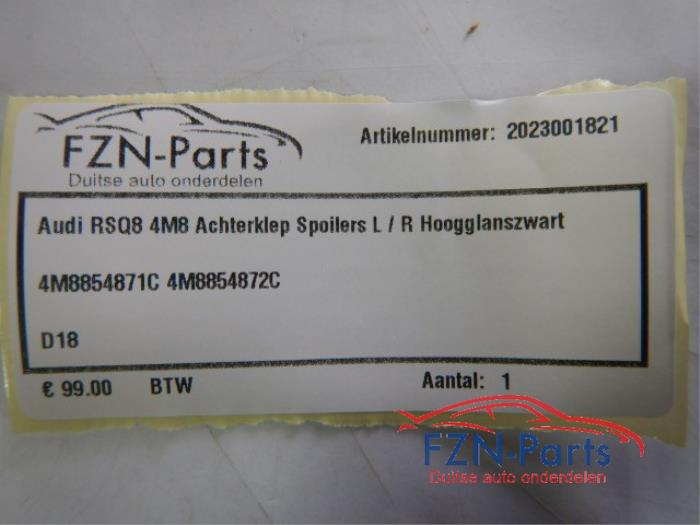 FZN-Parts
Duitse auto onderdelen
Artikelnummer: 2023001821
Audi RSQ8 4M8 Achterklep Spoilers L / R Hoogglanszwart
4M8854871C 4M8854872C
D18
€ 99.00 BTW Aantal: 1
FZN-Parts
Duitse auto onderdelen